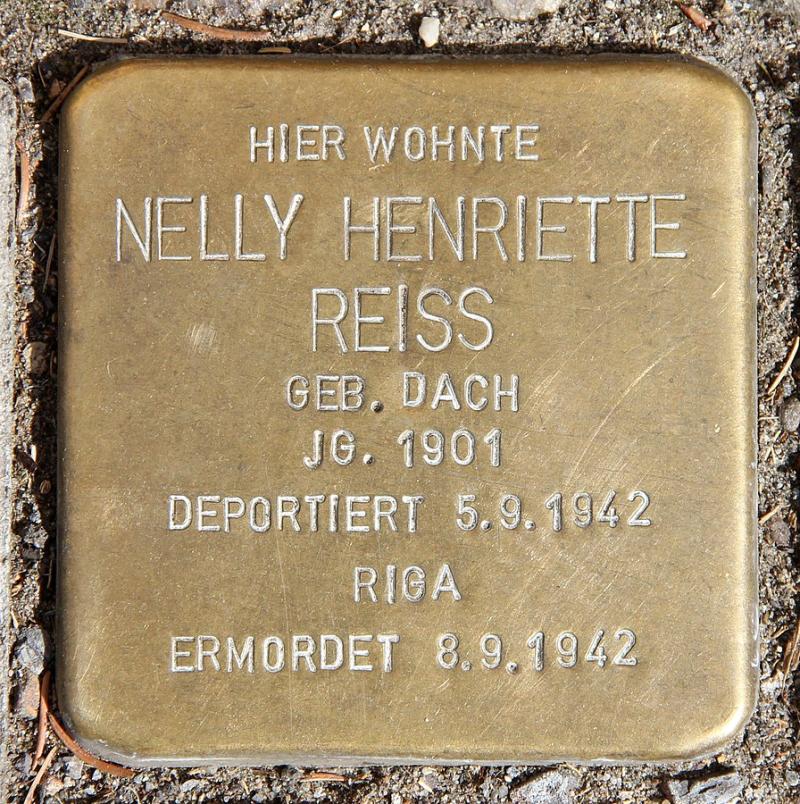 HIER WOHNTE
NELLY HENRIETTE
REISS
GEB. DACH
JG. 1901
DEPORTIERT 5.9.1942
RIGA
ERMORDET 8.9.1942